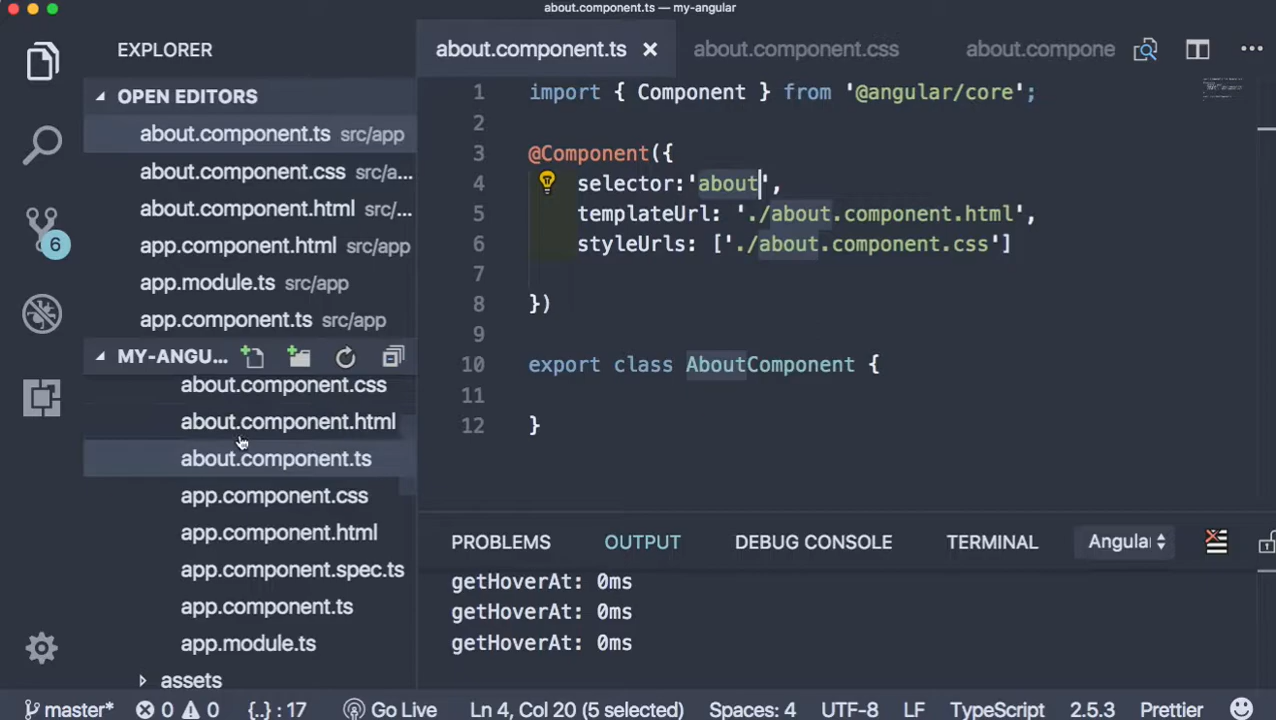 about.component.ts — my-angular
EXPLORER
OPEN EDITORS
about.component.ts src/app
about.component.css src/a...
about.component.html src/...
app.component.html src/app
app.module.ts src/app
app.component.ts src/app
MY-ANGU...
about.component.css
about.component.html
about.component.ts
app.component.css
app.component.html
app.component.spec.ts
app.component.ts
app.module.ts
assets
6
about.component.ts
about.component.css
about.compone
1 import { Component } from '@angular/core';
2
3 @Component({
4 selector:'about',
5 templateUrl: './about.component.html',
6 styleUrls: ['./about.component.css']
7
8 })
9
10 export class AboutComponent {
11
12 }
PROBLEMS OUTPUT DEBUG CONSOLE TERMINAL Angula
getHoverAt: 0ms
getHoverAt: 0ms
getHoverAt: 0ms
master* 0 0 {..} : 17 Go Live Ln 4, Col 20 (5 selected) Spaces: 4 UTF-8 LF TypeScript 2.5.3 Prettier